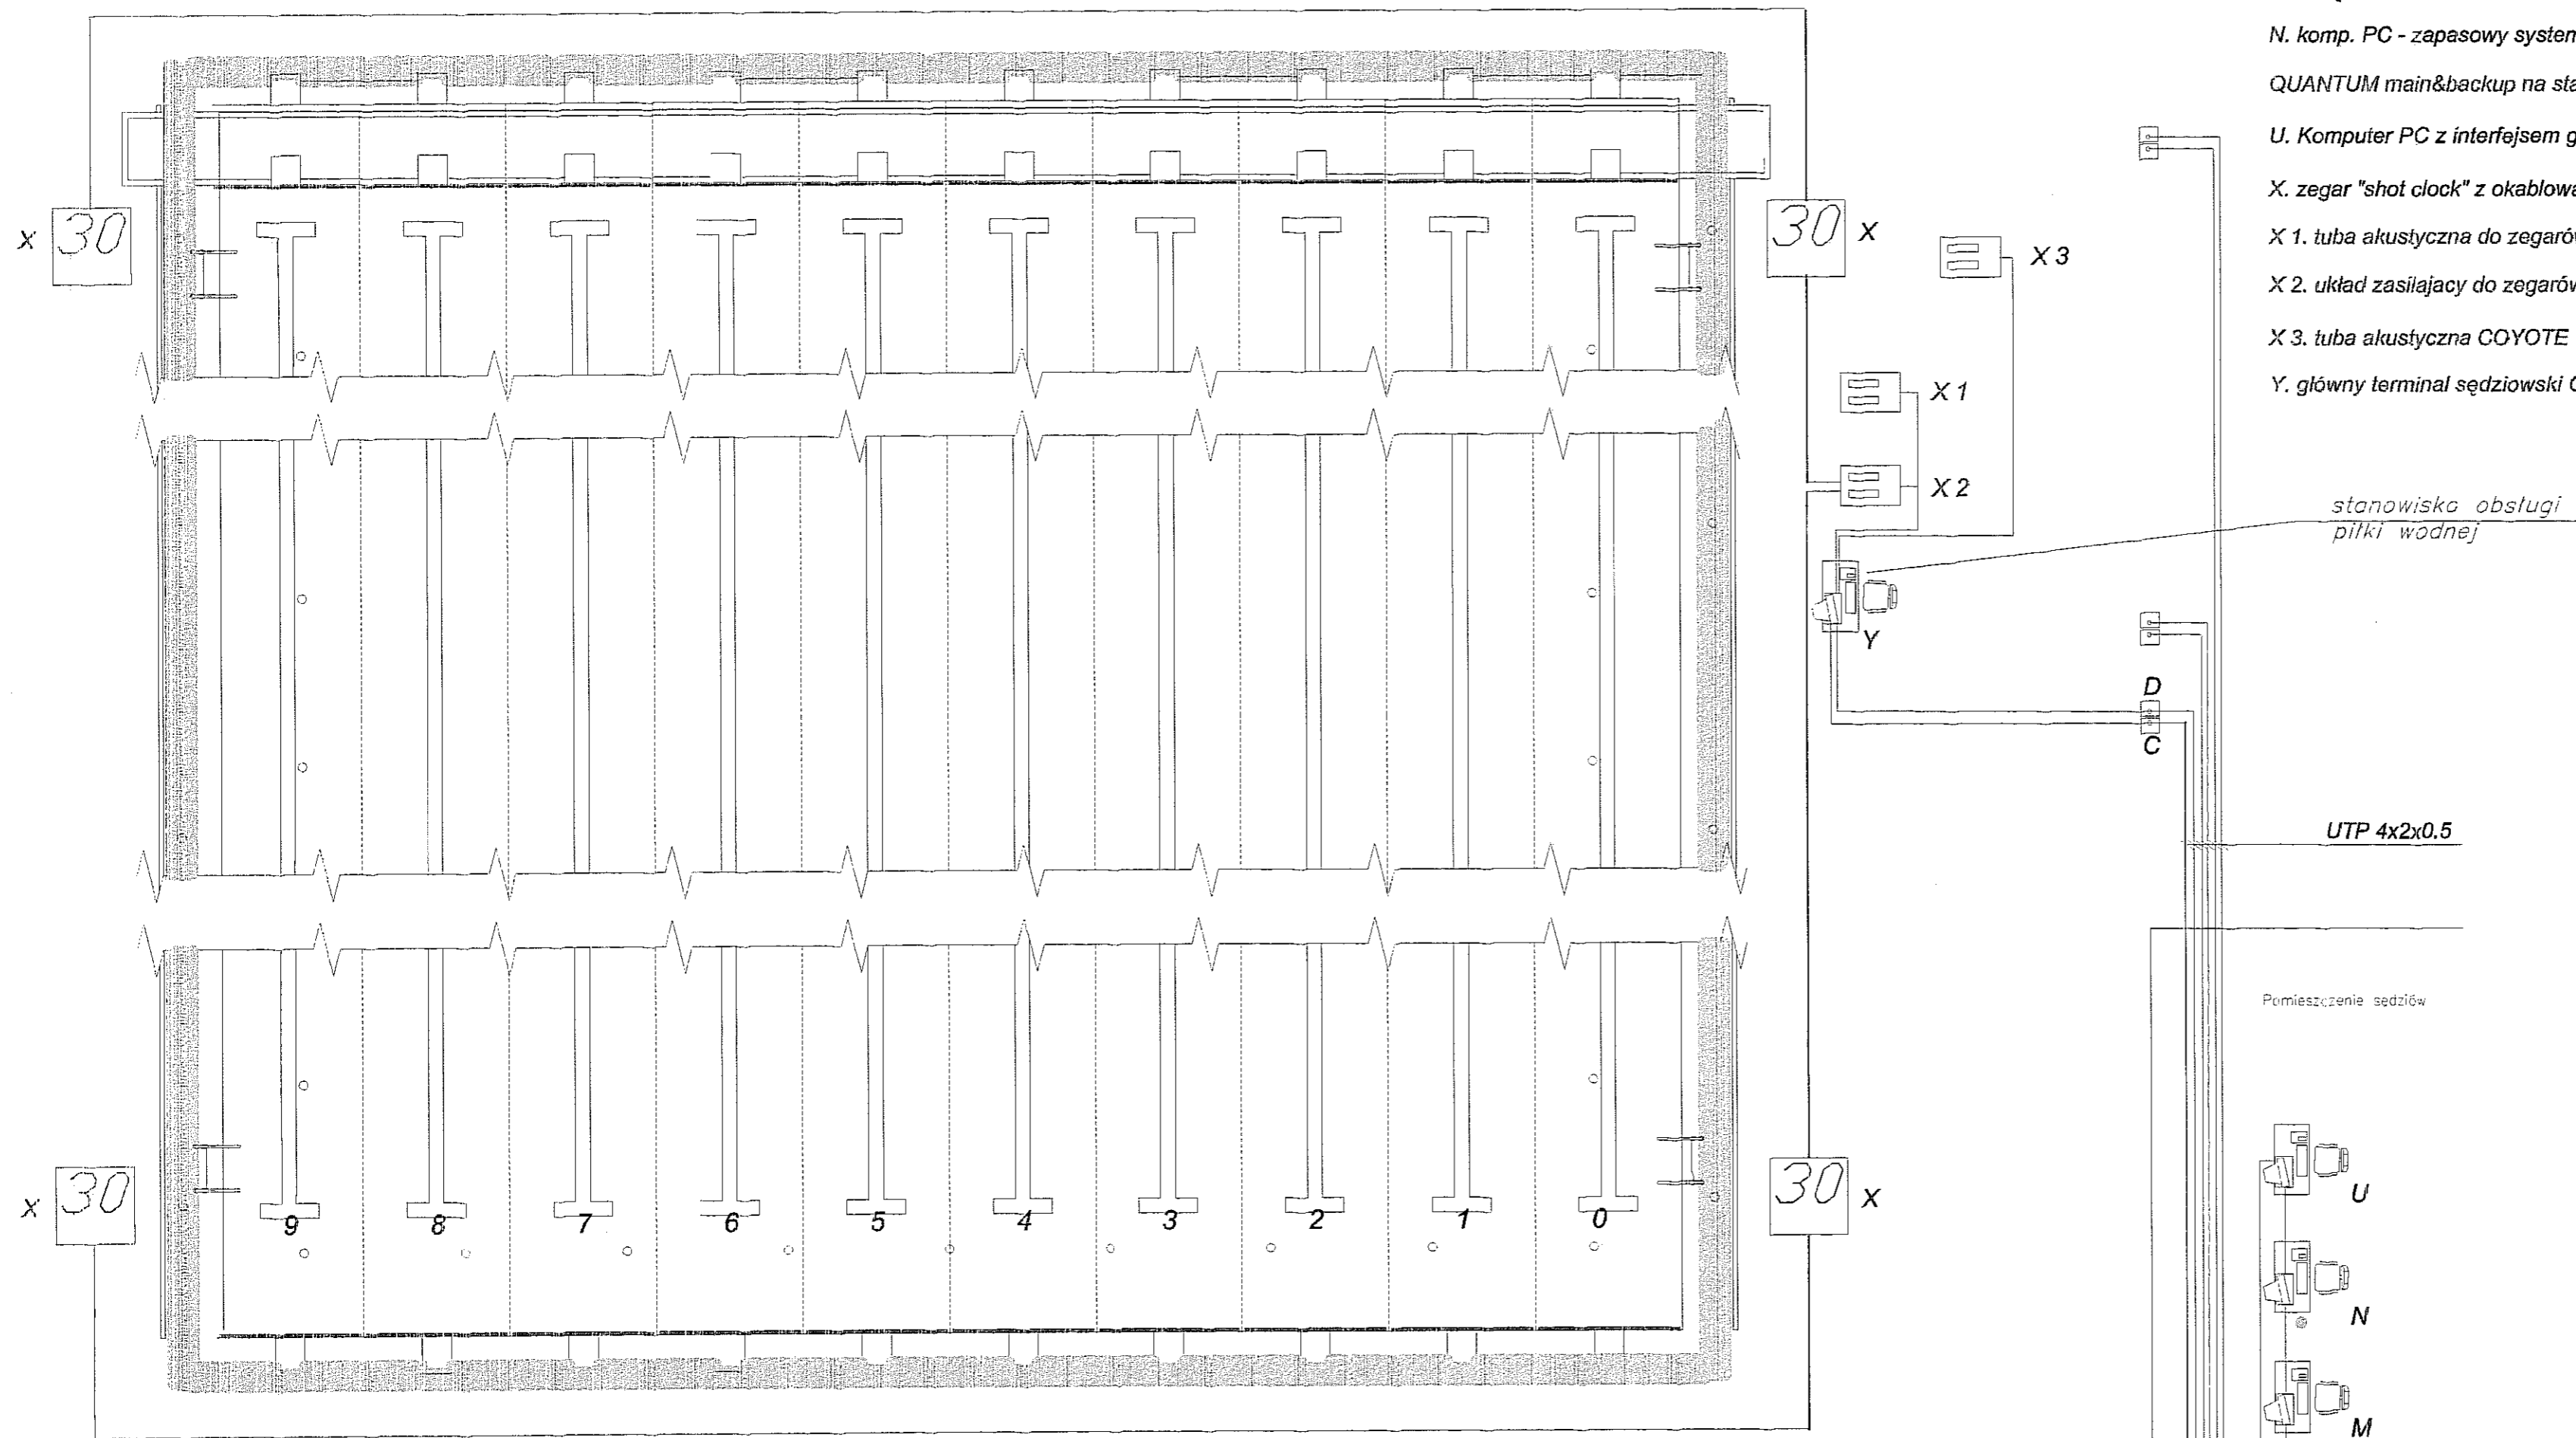 N. komp. PC - zapasowy system
QUANTUM main&backup na sta
U. Komputer PC z interfejsem g
X. zegar "shot clock" z okablowa
X 1. tuba akustyczna do zegarów
X 2. układ zasilajacy do zegarów
X 3. tuba akustyczna COYOTE
Y. główny terminal sędziowski
30 X
X 30
X 3
X 1
X 2
stanowisko obsługi
piłki wodnej
Y
D
C
UTP 4x2x0.5
Pomieszczenie sędziów
X 30
30 X
9 8 7 6 5 4 3 2 1 0
U
N
M